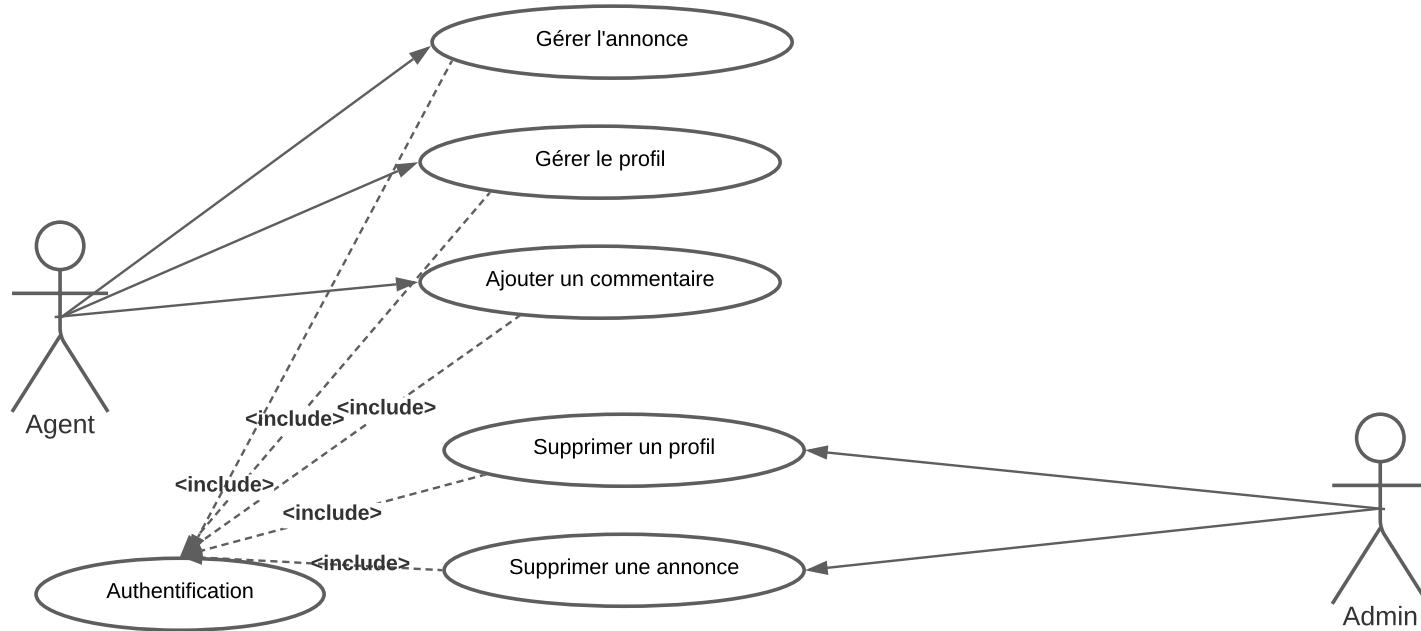 Gérer l'annonce
Gérer le profil
Ajouter un commentaire
Agent
<include>
<include>
Supprimer un profil
<include>
<include>
Supprimer une annonce
<include>
Authentification
Admin